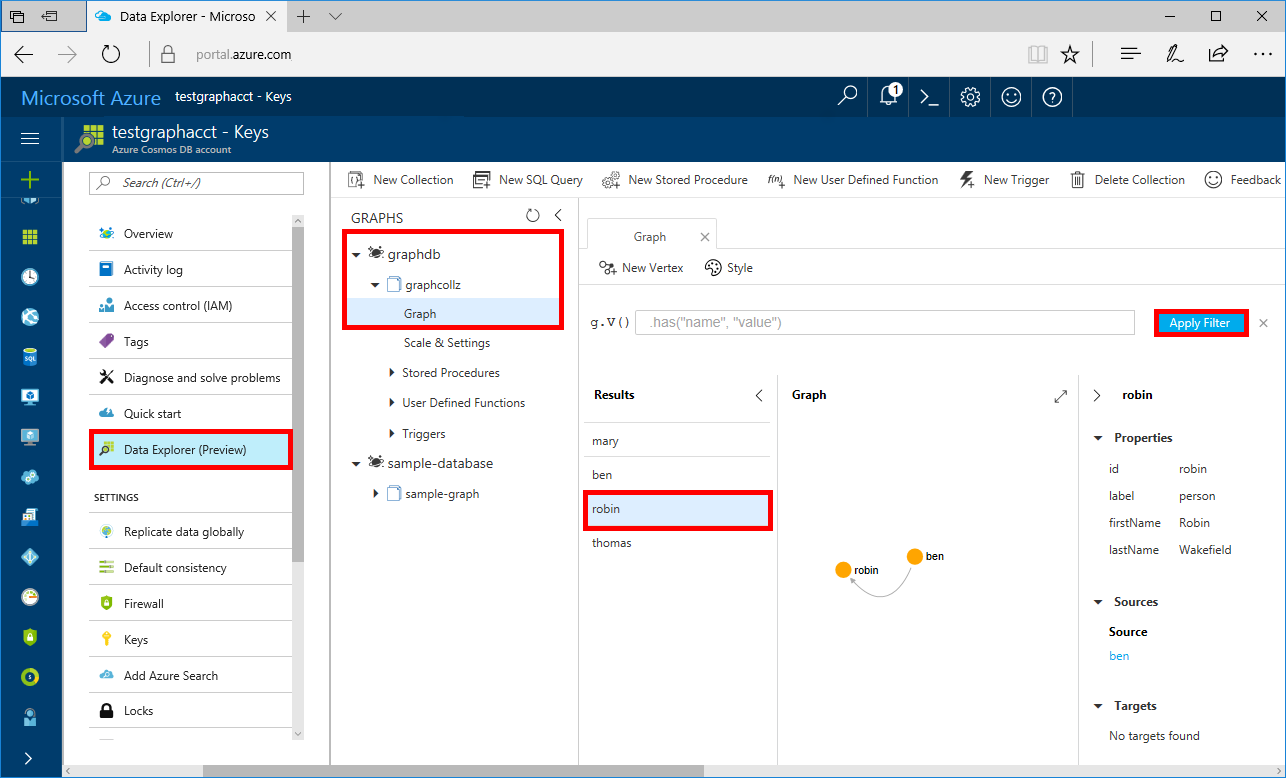 Data Explorer - Microso
portal.azure.com
Microsoft Azure testgraphacct - Keys
1
testgraphacct - Keys
Azure Cosmos DB account
Search (Ctrl+/)
Overview
Activity log
Access control (IAM)
Tags
Diagnose and solve problems
Quick start
Data Explorer (Preview)
SETTINGS
Replicate data globally
Default consistency
Firewall
Keys
Add Azure Search
Locks
New Collection New SQL Query New Stored Procedure New User Defined Function New Trigger Delete Collection Feedback
GRAPHS
graphdb
graphcollz
Graph
Scale & Settings
Stored Procedures
User Defined Functions
Triggers
sample-database
sample-graph
Graph
New Vertex Style
g.V() .has("name", "value") Apply Filter
Results
mary
ben
robin
thomas
Graph
robin
ben
robin
Properties
id robin
label person
firstName Robin
lastName Wakefield
Sources
Source
ben
Targets
No targets found
SQL